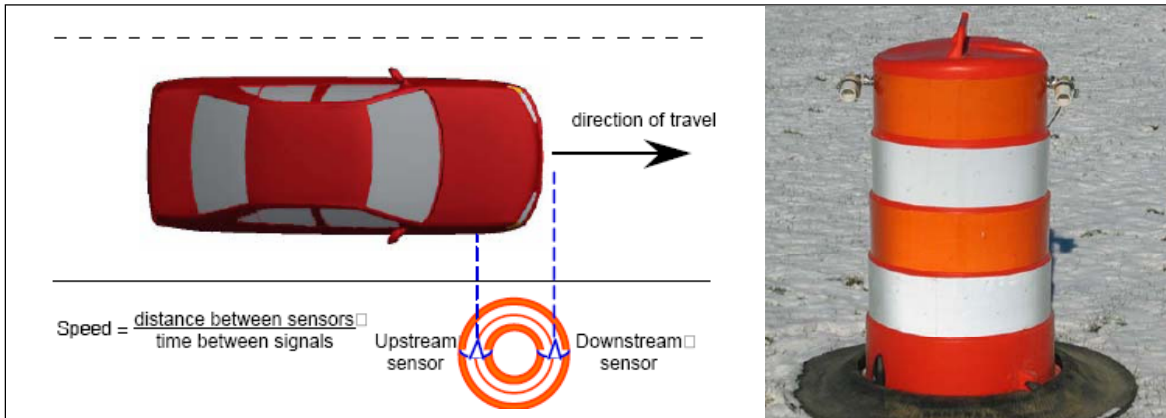 direction of travel
Speed = distance between sensors□
time between signals
Upstream
sensor
Downstream□
sensor